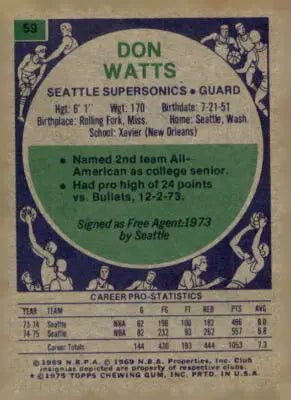 59
DON
WATTS
SEATTLE SUPERSONICS • GUARD
Hgt: 6' 1" Wgt: 170 Birthdate: 7-21-51
Birthplace: Rolling Fork, Miss. Home: Seattle, Wash.
School: Xavier (New Orleans)
• Named 2nd team All-
American as college senior.
• Had pro high of 24 points
vs. Bullets, 12-2-73.
Signed as Free Agent:1973
by Seattle
CAREER PRO-STATISTICS
YEAR TEAM G FG FT REB PTS AVG
73-74 Seattle NBA 62 198 100 182 496 8.0
74-75 Seattle NBA 82 232 93 262 557 6.8
Career Totals 144 430 193 444 1053 7.3
©1969 N.B.P.A. ©1969 N.B.A. Properties, Inc. Club
insignias depicted are property of respective clubs.
★©1975 TOPPS CHEWING GUM, INC. PRTD. IN U.S.A.